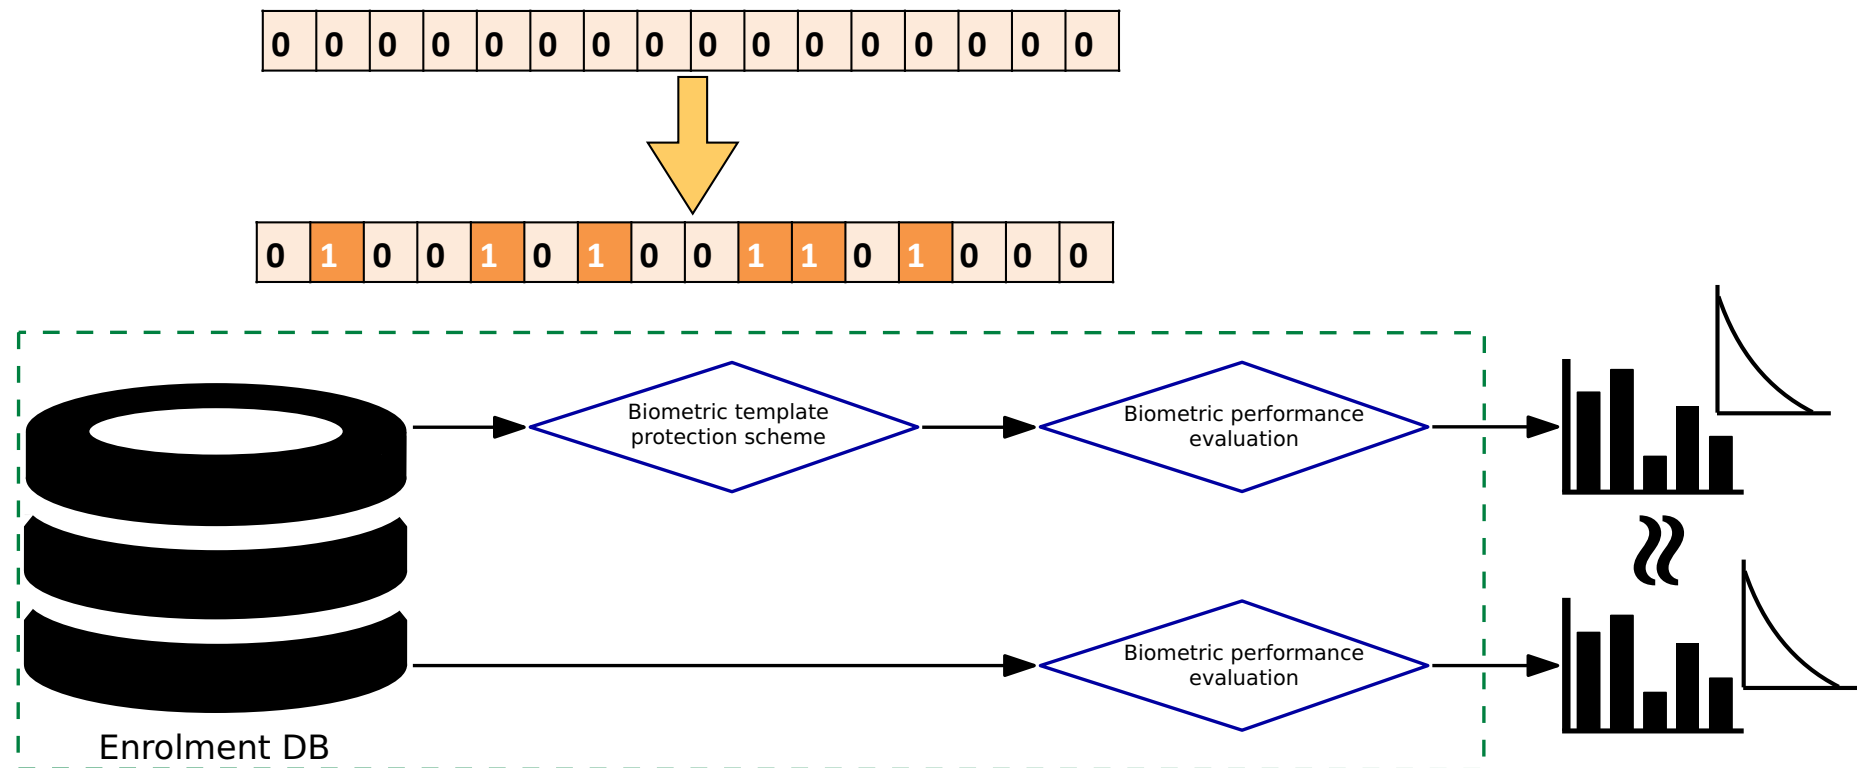 0 0 0 0 0 0 0 0 0 0 0 0 0 0 0 0
0 1 0 0 1 0 1 0 0 1 1 0 1 0 0 0
Biometric template
protection scheme
Biometric performance
evaluation
Biometric performance
evaluation
Enrolment DB